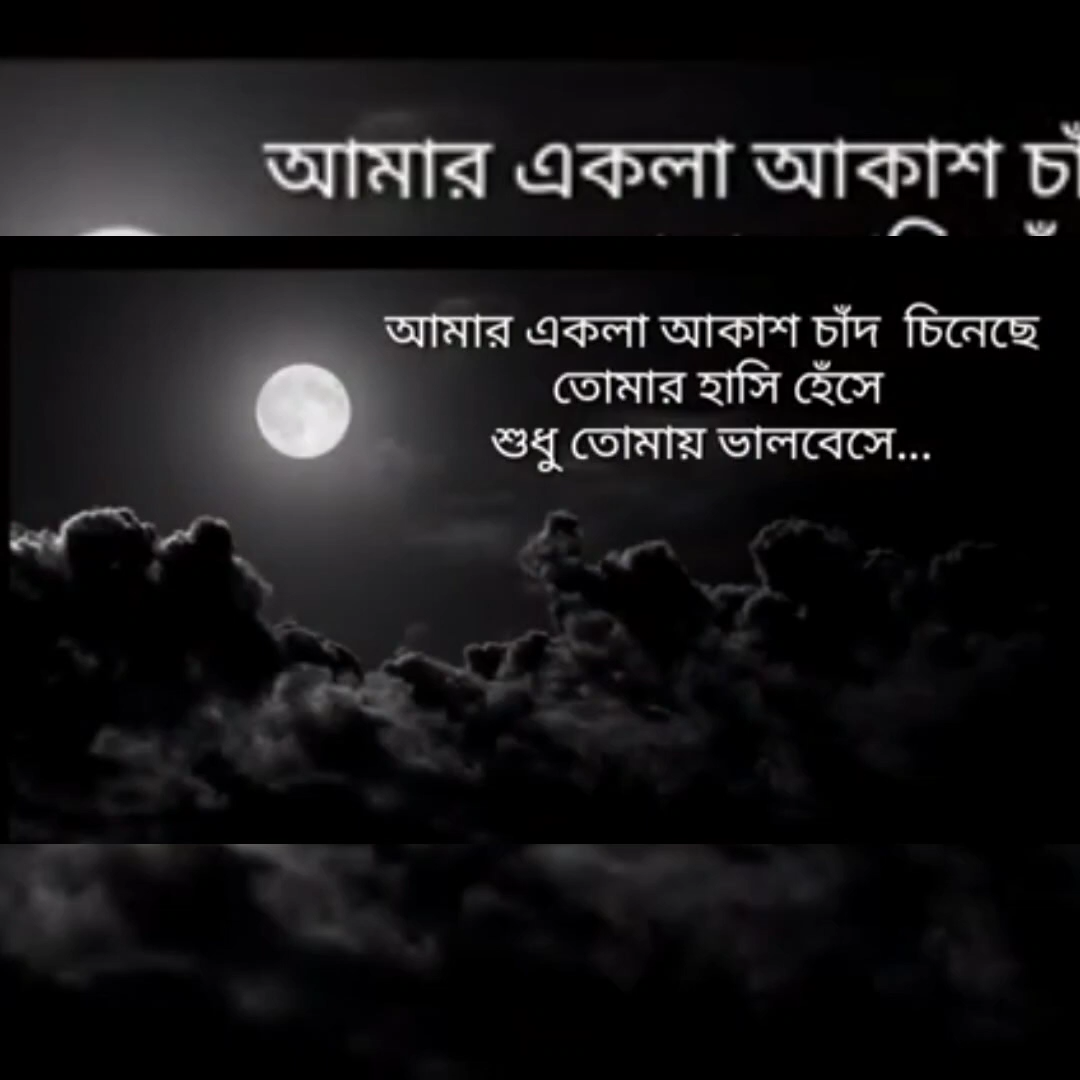 আমার একলা আকাশ চাঁ
আমার একলা আকাশ চাঁদ চিনেছে
তোমার হাসি হেঁসে
শুধু তোমায় ভালবেসে...